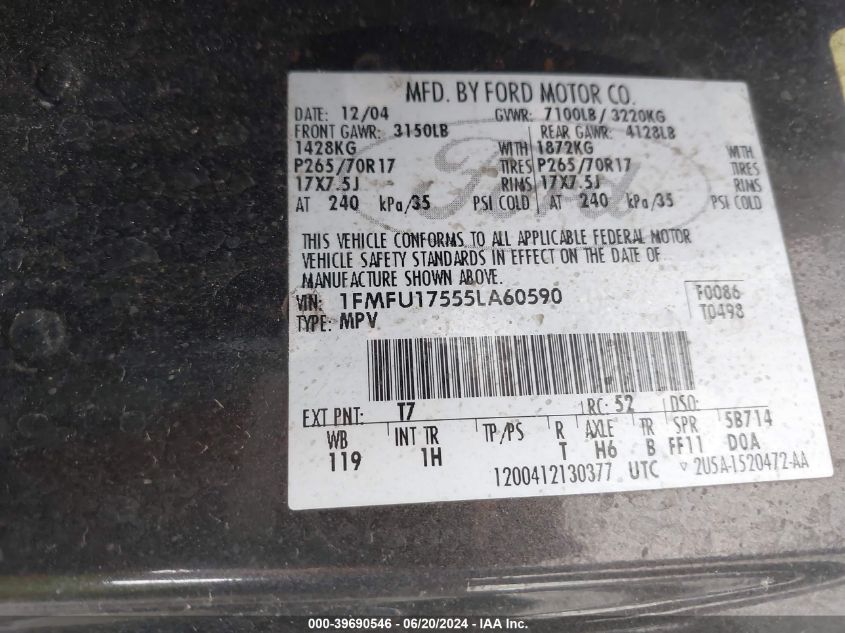 MFD. BY FORD MOTOR CO.
DATE: 12/04 GVWR: 7100LB / 3220KG
FRONT GAWR: 3150LB REAR GAWR: 4128LB
1428KG WITH 1872KG WITH
P265/70R17 TIRES P265/70R17 TIRES
17X7.5J RIMS 17X7.5J RIMS
AT 240 kPa/35 PSI COLD AT 240 kPa/35 PSI COLD
Ford
THIS VEHICLE CONFORMS TO ALL APPLICABLE FEDERAL MOTOR
VEHICLE SAFETY STANDARDS IN EFFECT ON THE DATE OF
MANUFACTURE SHOWN ABOVE.
VIN: 1FMFU17555LA60590 F0086
TYPE: MPV T0498
EXT PNT: T7 RC: 52 DSO:
WB INT TR TP/PS R AXLE TR SPR 5B714
119 1H T H6 B FF11 DOA
1200412130377 UTC ▽ 2U5A-1520472-AA
000-39690546 - 06/20/2024 - © IAA Holdings, LLC.